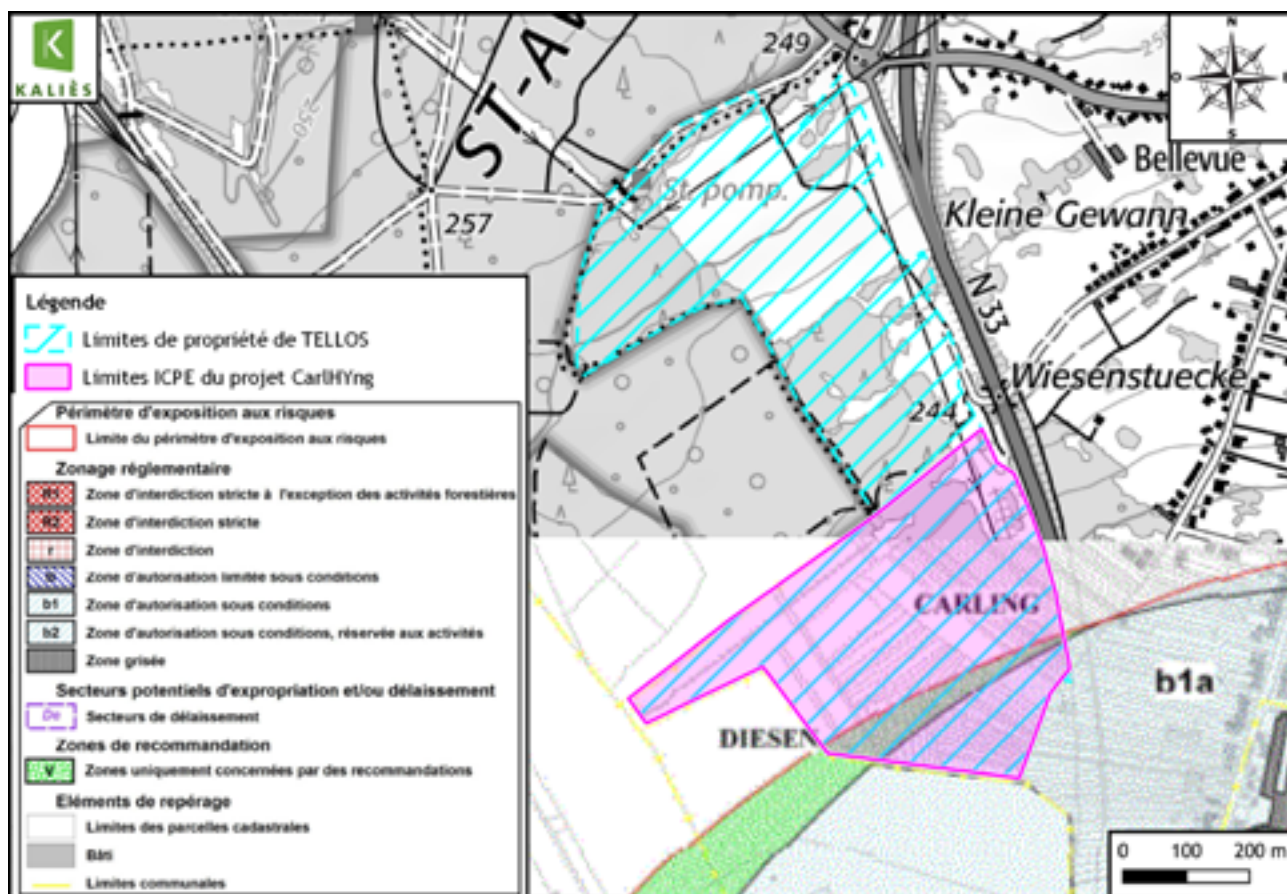 KALIÈS
ST-AV
249
N
O
E
S
250
257
St. pomp.
Bellevue
Kleine Gewann
N 33
Wiesenstuecke
244
CARLING
DIESEN
b1a
0 100 200 m
Légende
Limites de propriété de TELLOS
Limites ICPE du projet CarlHYng
Périmètre d'exposition aux risques
Limite du périmètre d'exposition aux risques
Zonage réglementaire
R1 Zone d'interdiction stricte à l'exception des activités forestières
R2 Zone d'interdiction stricte
r Zone d'interdiction
Zone d'autorisation limitée sous conditions
b1 Zone d'autorisation sous conditions
b2 Zone d'autorisation sous conditions, réservée aux activités
Zone grisée
Secteurs potentiels d'expropriation et/ou délaissement
De Secteurs de délaissement
Zones de recommandation
V Zones uniquement concernées par des recommandations
Eléments de repérage
Limites des parcelles cadastrales
Bâti
Limites communales